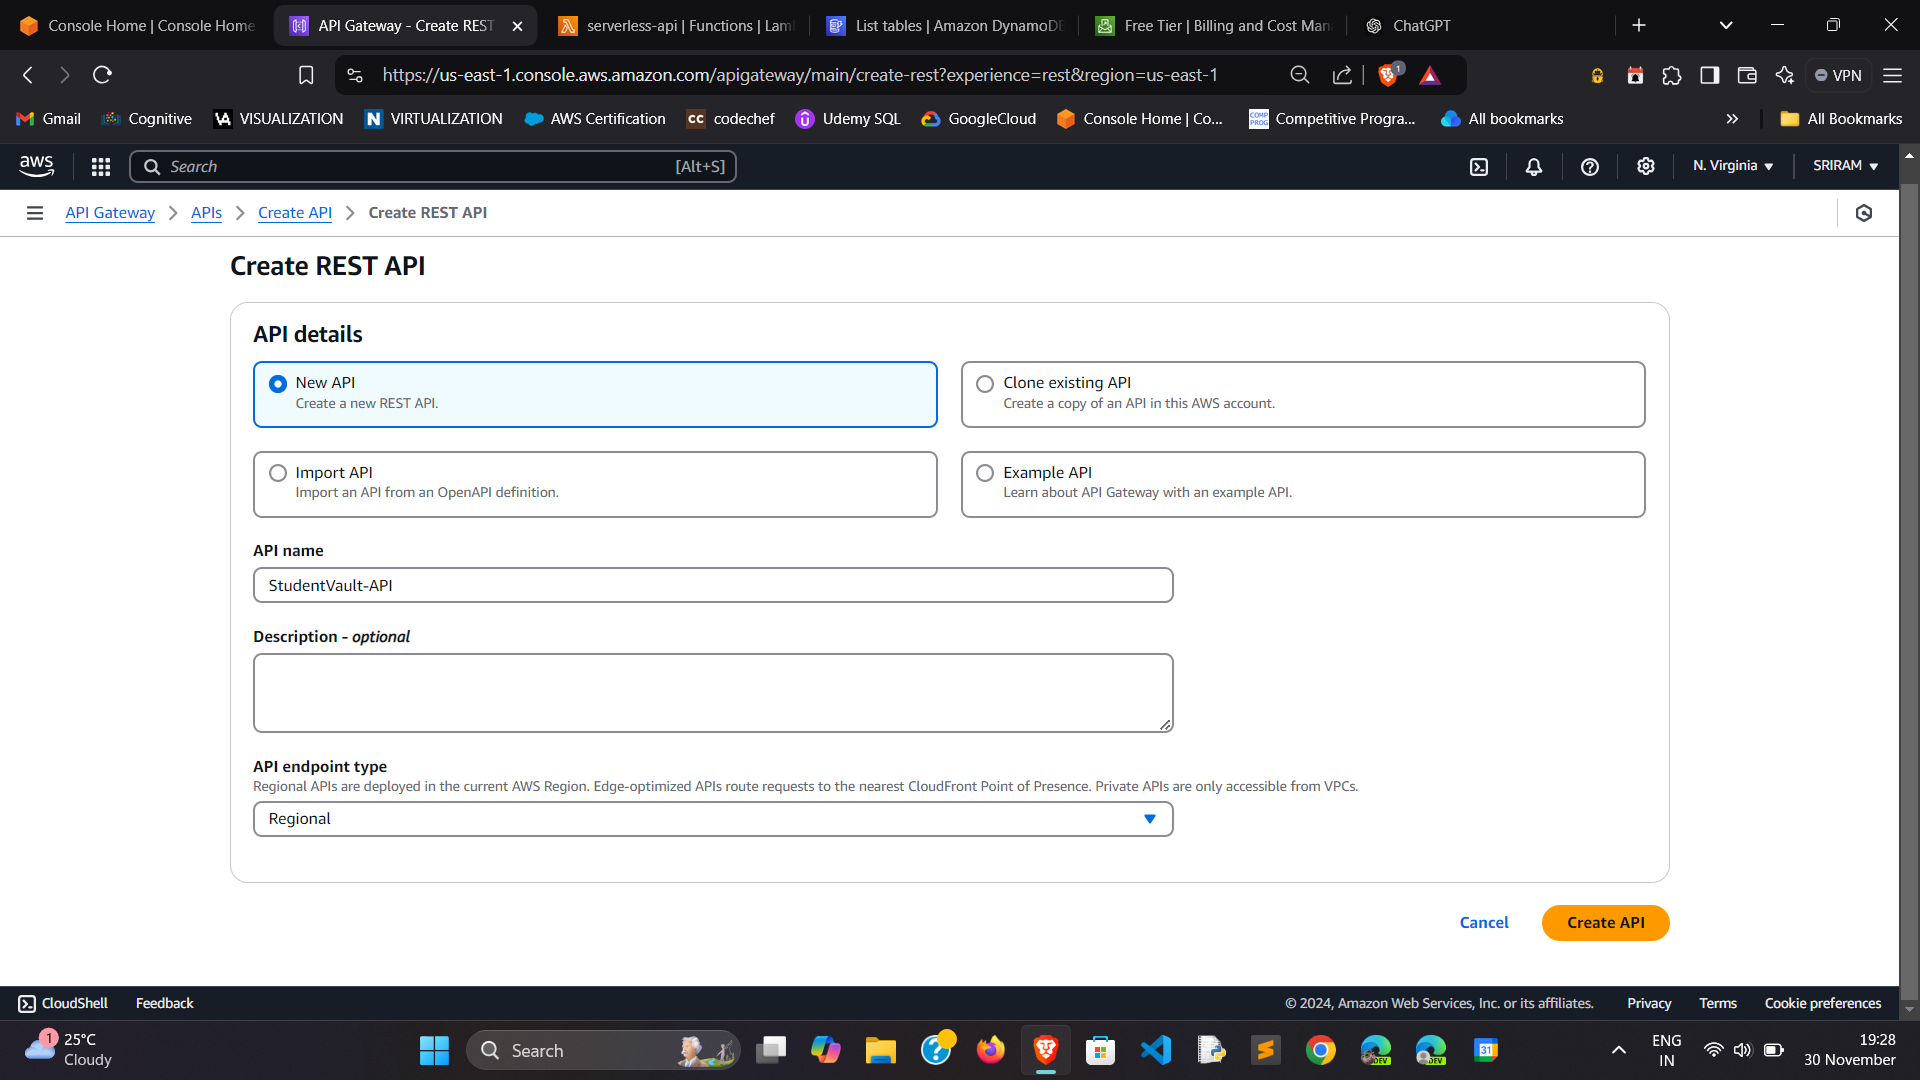 Console Home | Console Home
API Gateway - Create REST
serverless-api | Functions | Lam
List tables | Amazon DynamoDB
Free Tier | Billing and Cost Man
ChatGPT
https://us-east-1.console.aws.amazon.com/apigateway/main/create-rest?experience=rest&region=us-east-1
1
VPN
Gmail
Cognitive
VISUALIZATION
VIRTUALIZATION
AWS Certification
codechef
Udemy SQL
GoogleCloud
Console Home | Co...
Competitive Progra...
All bookmarks
All Bookmarks
aws
Search
[Alt+S]
N. Virginia
SRIRAM
API Gateway
APIs
Create API
Create REST API
Create REST API
API details
New API
Create a new REST API.
Clone existing API
Create a copy of an API in this AWS account.
Import API
Import an API from an OpenAPI definition.
Example API
Learn about API Gateway with an example API.
API name
StudentVault-API
Description - optional
API endpoint type
Regional APIs are deployed in the current AWS Region. Edge-optimized APIs route requests to the nearest CloudFront Point of Presence. Private APIs are only accessible from VPCs.
Regional
Cancel
Create API
CloudShell
Feedback
© 2024, Amazon Web Services, Inc. or its affiliates.
Privacy
Terms
Cookie preferences
1
25°C
Cloudy
Search
DEV
DEV
31
ENG
IN
19:28
30 November